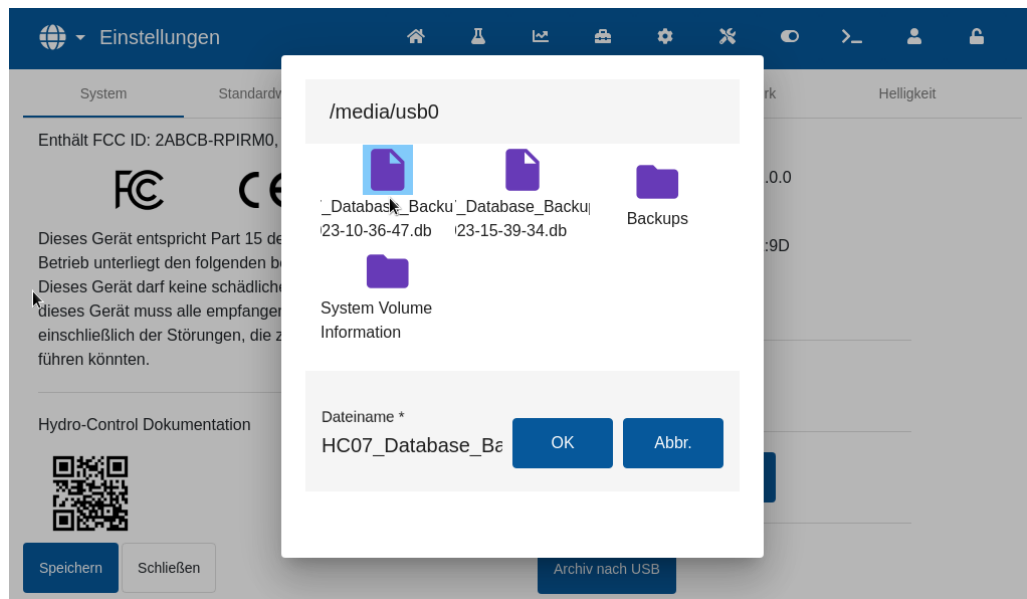 Einstellungen
System
Standardw
rk
Helligkeit
/media/usb0
Enthält FCC ID: 2ABCB-RPIRM0,
FC CE
.0.0
_Database_Backu
23-10-36-47.db
_Database_Backu
23-15-39-34.db
Backups
Dieses Gerät entspricht Part 15 de
Betrieb unterliegt den folgenden b
Dieses Gerät darf keine schädliche
dieses Gerät muss alle empfangen
einschließlich der Störungen, die z
führen könnten.
:9D
System Volume
Information
Hydro-Control Dokumentation
Dateiname *
HC07_Database_Ba
OK
Abbr.
Speichern
Schließen
Archiv nach USB